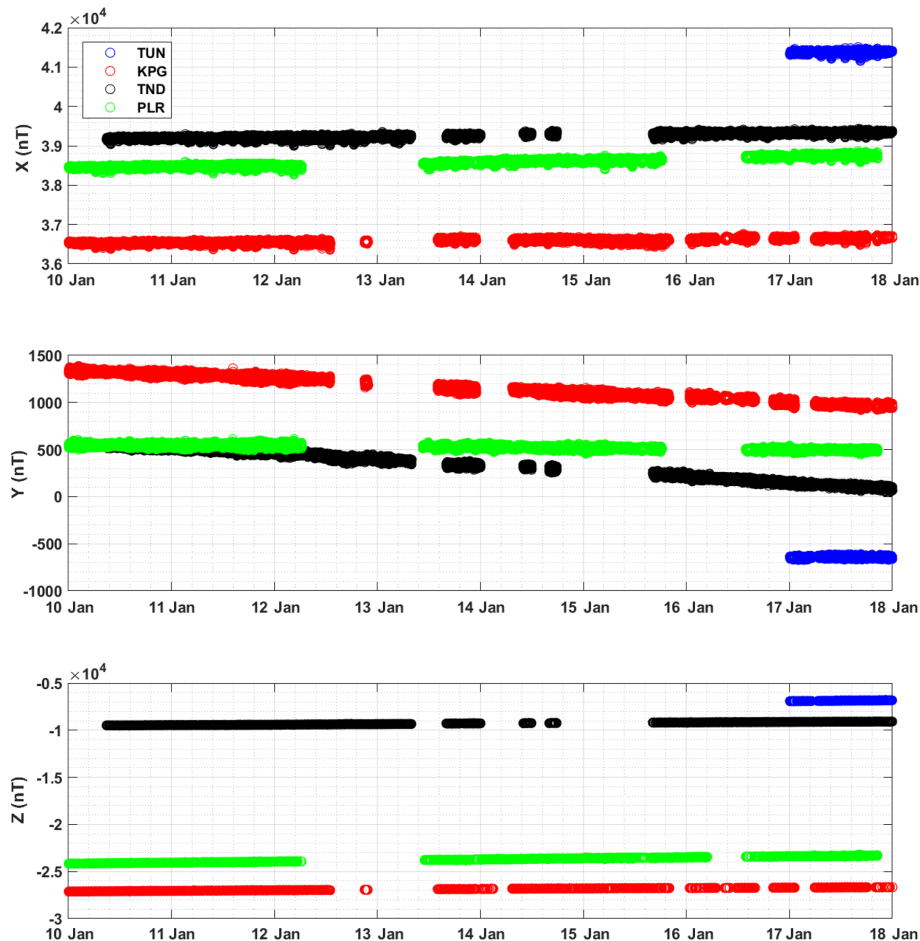 ×10⁴
4.2
4.1
4
3.9
3.8
3.7
3.6
X (nT)
TUN
KPG
TND
PLR
10 Jan 11 Jan 12 Jan 13 Jan 14 Jan 15 Jan 16 Jan 17 Jan 18 Jan
1500
1000
500
0
-500
-1000
Y (nT)
10 Jan 11 Jan 12 Jan 13 Jan 14 Jan 15 Jan 16 Jan 17 Jan 18 Jan
×10⁴
-0.5
-1
-1.5
-2
-2.5
-3
Z (nT)
10 Jan 11 Jan 12 Jan 13 Jan 14 Jan 15 Jan 16 Jan 17 Jan 18 Jan